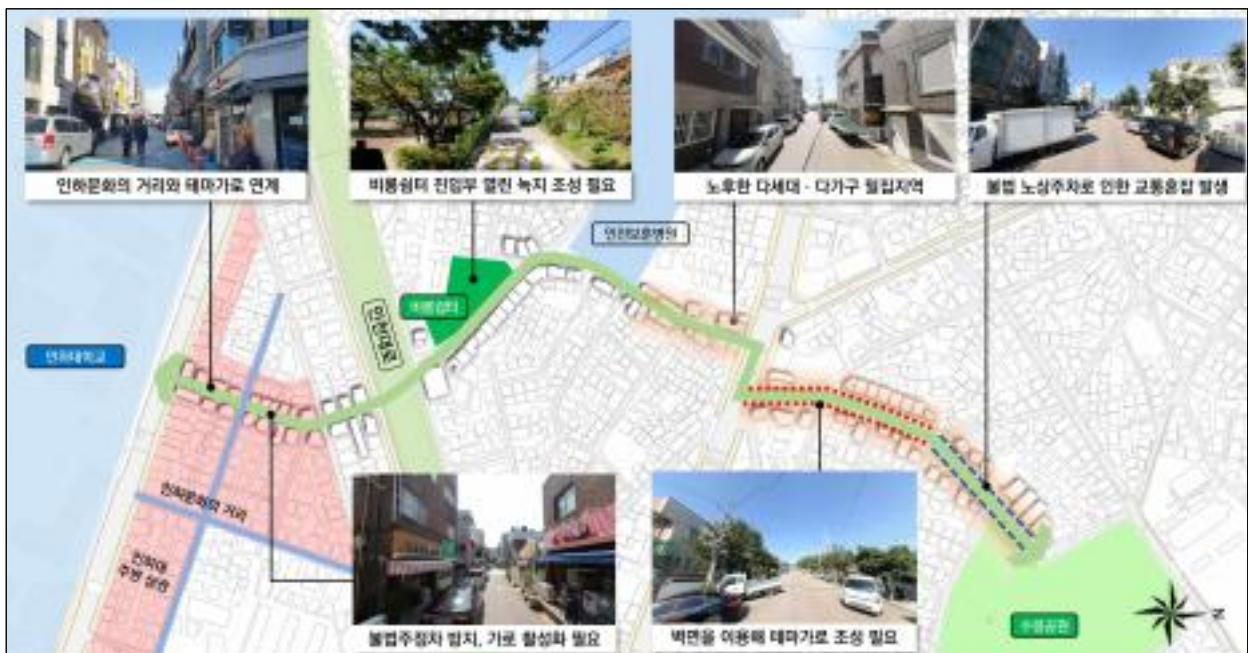 인하문화의 거리와 테마가로 연계
비룡쉼터 진입부 열린 녹지 조성 필요
노후한 다세대 · 다가구 밀집지역
불법 노상주차로 인한 교통혼잡 발생
인천보훈병원
비룡쉼터
인천대로
인하대학교
인하문화의 거리
인하대
주변 상권
불법주정차 방지, 가로 활성화 필요
벽면을 이용해 테마가로 조성 필요
수봉공원
N